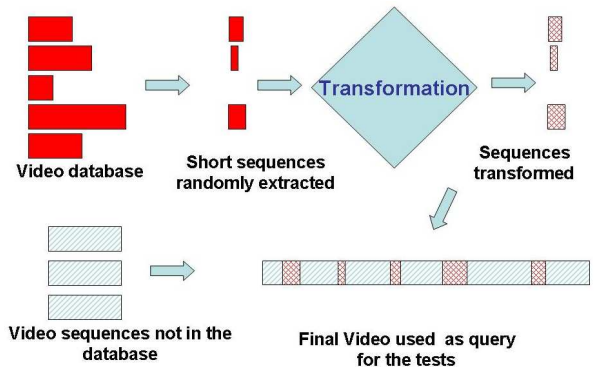 Transformation
Video database
Short sequences
randomly extracted
Sequences
transformed
Video sequences not in the
database
Final Video used as query
for the tests